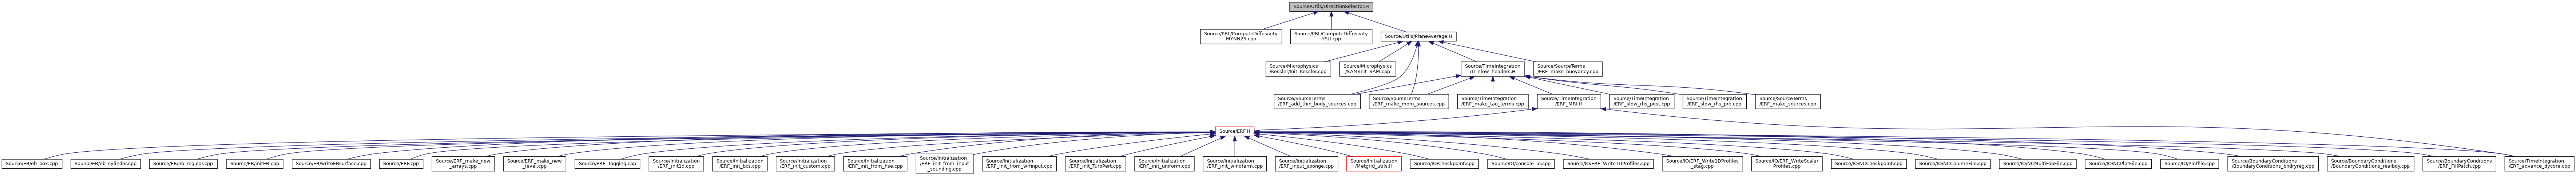 Source/Utils/DirectionSelector.H
Source/PBL/ComputeDiffusivity
MYNN25.cpp
Source/PBL/ComputeDiffusivity
YSU.cpp
Source/Utils/PlaneAverage.H
Source/Microphysics
/Kessler/Init_Kessler.cpp
Source/Microphysics
/SAM/Init_SAM.cpp
Source/TimeIntegration
/TI_slow_headers.H
Source/SourceTerms
/ERF_make_buoyancy.cpp
Source/SourceTerms
/ERF_add_thin_body_sources.cpp
Source/SourceTerms
/ERF_make_mom_sources.cpp
Source/TimeIntegration
/ERF_make_tau_terms.cpp
Source/TimeIntegration
/ERF_MRI.H
Source/TimeIntegration
/ERF_slow_rhs_post.cpp
Source/TimeIntegration
/ERF_slow_rhs_pre.cpp
Source/SourceTerms
/ERF_make_sources.cpp
Source/ERF.H
Source/EB/eb_box.cpp
Source/EB/eb_cylinder.cpp
Source/EB/eb_regular.cpp
Source/EB/initEB.cpp
Source/EB/writeEBsurface.cpp
Source/ERF.cpp
Source/ERF_make_new
_arrays.cpp
Source/ERF_make_new
_level.cpp
Source/ERF_Tagging.cpp
Source/Initialization
/ERF_init1d.cpp
Source/Initialization
/ERF_init_bcs.cpp
Source/Initialization
/ERF_init_custom.cpp
Source/Initialization
/ERF_init_from_hse.cpp
Source/Initialization
/ERF_init_from_input
_sounding.cpp
Source/Initialization
/ERF_init_from_wrfinput.cpp
Source/Initialization
/ERF_init_TurbPert.cpp
Source/Initialization
/ERF_init_uniform.cpp
Source/Initialization
/ERF_init_windfarm.cpp
Source/Initialization
/ERF_input_sponge.cpp
Source/Initialization
/Metgrid_utils.H
Source/IO/Checkpoint.cpp
Source/IO/console_io.cpp
Source/IO/ERF_Write1DProfiles.cpp
Source/IO/ERF_Write1DProfiles
_stag.cpp
Source/IO/ERF_WriteScalar
Profiles.cpp
Source/IO/NCCheckpoint.cpp
Source/IO/NCColumnFile.cpp
Source/IO/NCMultiFabFile.cpp
Source/IO/NCPlotFile.cpp
Source/IO/Plotfile.cpp
Source/BoundaryConditions
/BoundaryConditions_bndryreg.cpp
Source/BoundaryConditions
/BoundaryConditions_realbdy.cpp
Source/BoundaryConditions
/ERF_FillPatch.cpp
Source/TimeIntegration
/ERF_advance_dycore.cpp